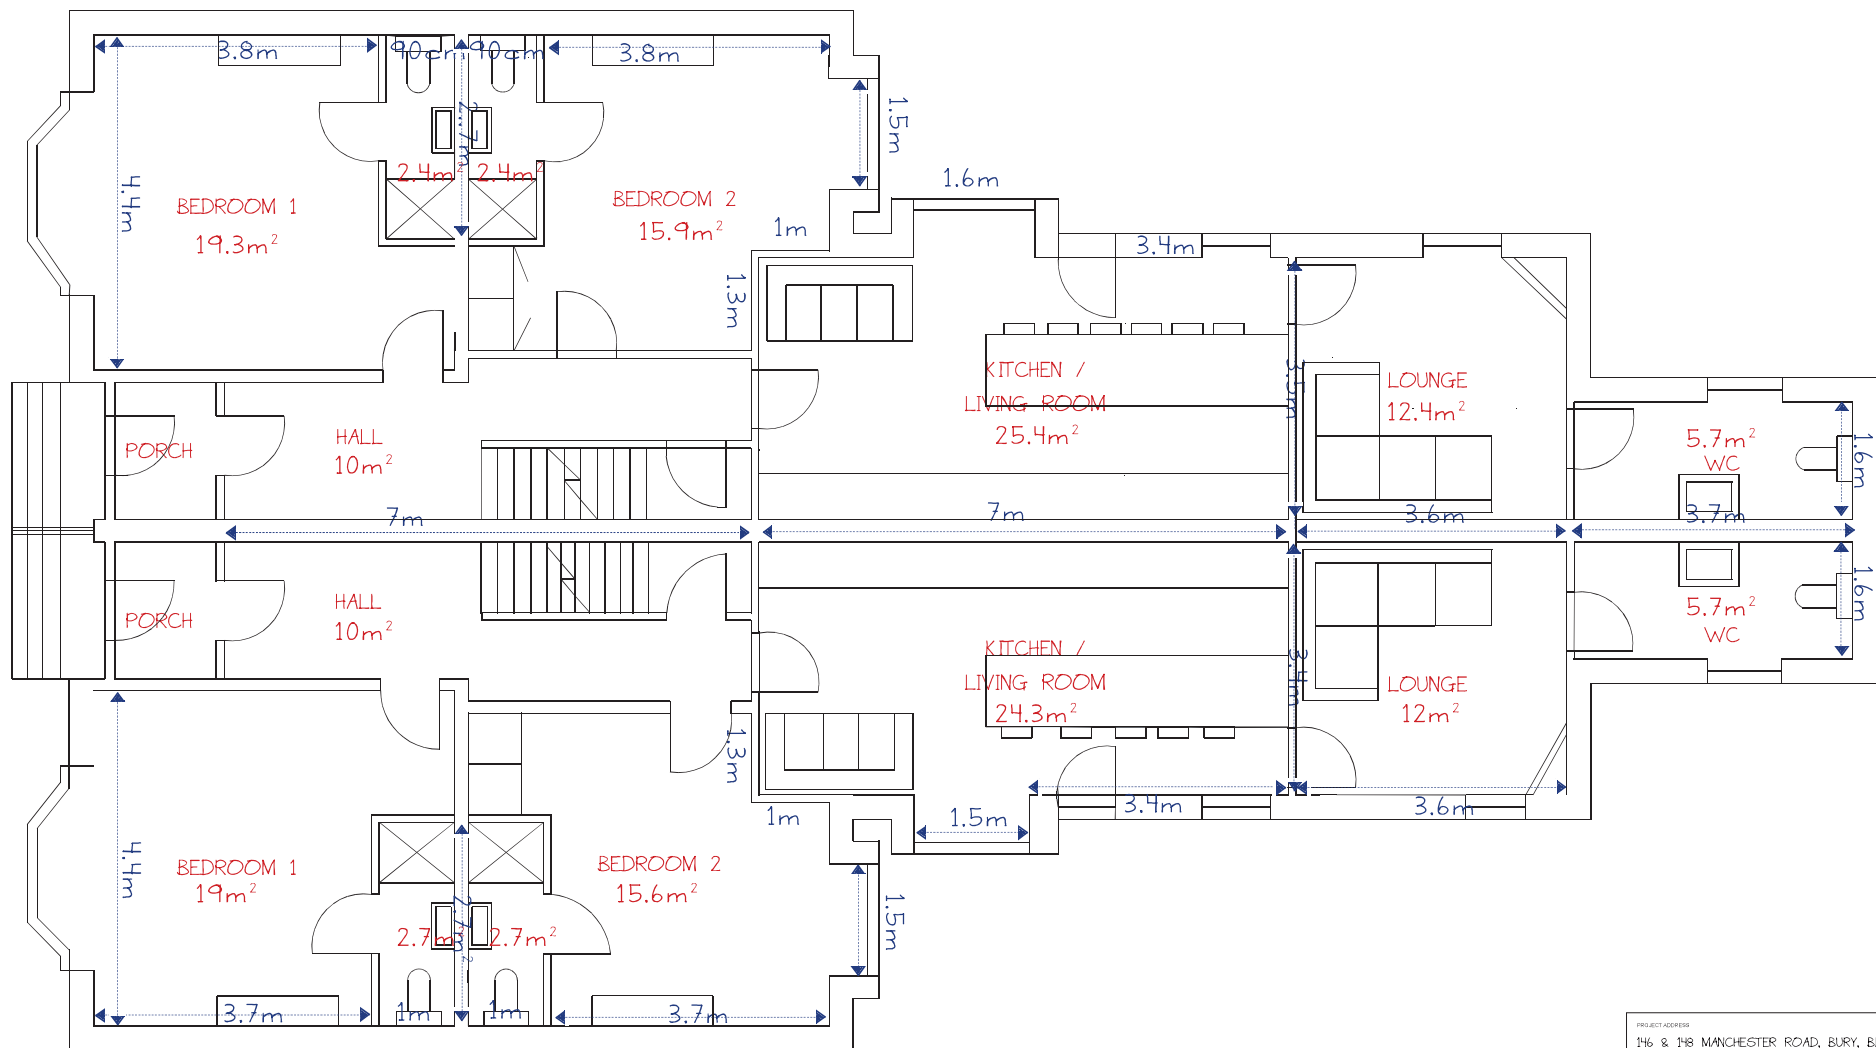 3.8m
90cm
90cm
3.8m
2.7m
1.5m
2.4m²
2.4m²
4.4m
BEDROOM 1
19.3m²
BEDROOM 2
15.9m²
1m
1.6m
3.4m
1.3m
KITCHEN /
LIVING ROOM
25.4m²
3.5m
LOUNGE
12.4m²
5.7m²
WC
1.6m
PORCH
HALL
10m²
7m
7m
3.6m
3.7m
PORCH
HALL
10m²
1.6m
5.7m²
WC
KITCHEN /
LIVING ROOM
24.3m²
3.4m
LOUNGE
12m²
1.3m
1m
1.5m
3.4m
3.6m
4.4m
BEDROOM 1
19m²
BEDROOM 2
15.6m²
1.5m
2.7m²
2.7m²
2.7m²
3.7m
1m
1m
3.7m
PROJECT ADDRESS
146 & 148 MANCHESTER ROAD, BURY,